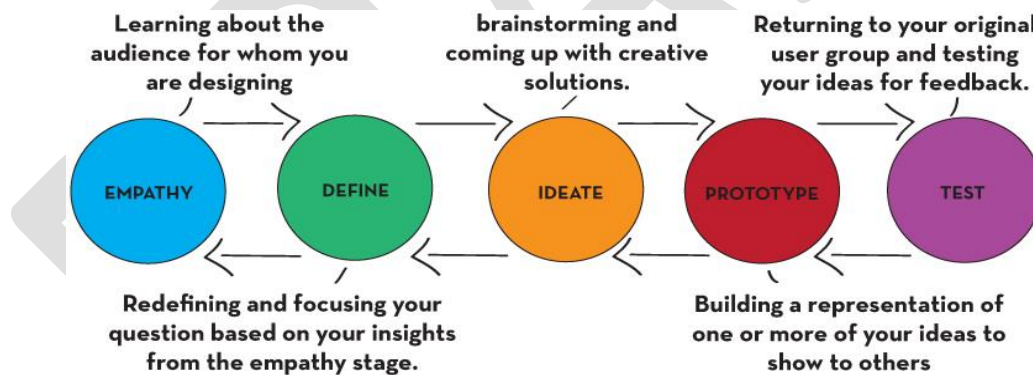 Learning about the
audience for whom you
are designing
brainstorming and
coming up with creative
solutions.
Returning to your original
user group and testing
your ideas for feedback.
EMPATHY
DEFINE
IDEATE
PROTOTYPE
TEST
Redefining and focusing your
question based on your insights
from the empathy stage.
Building a representation of
one or more of your ideas to
show to others